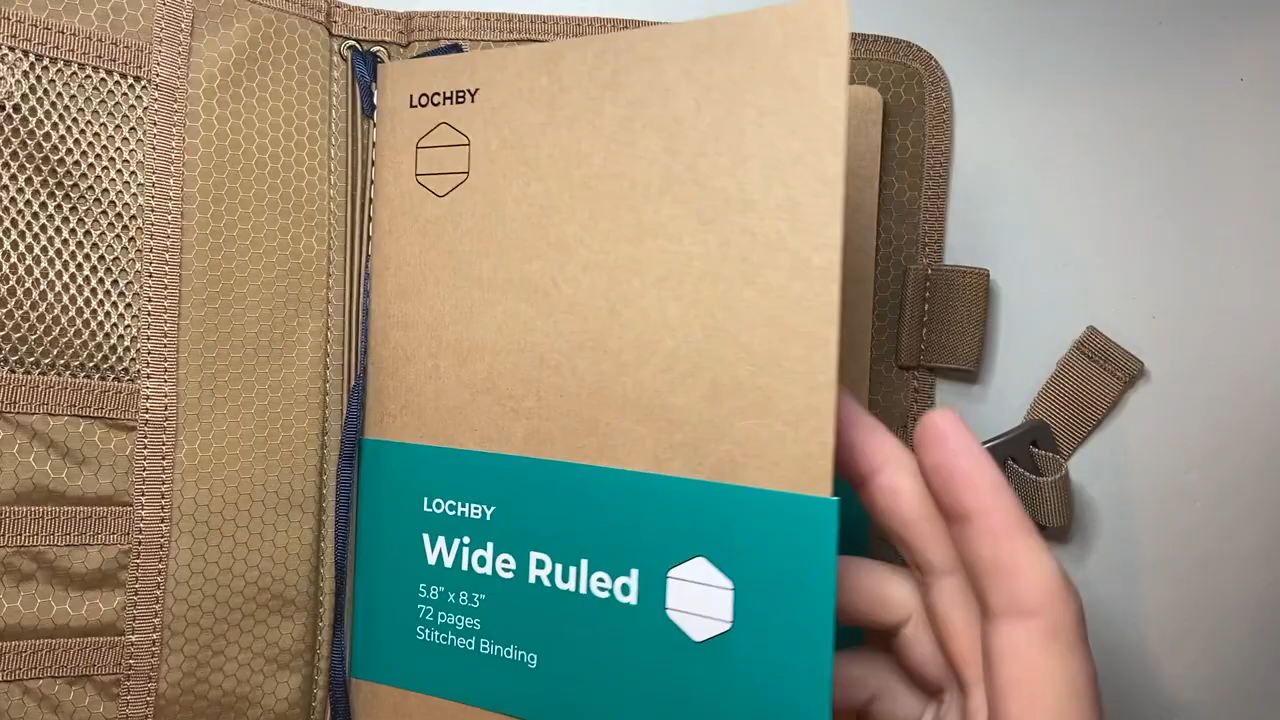 LOCHBY
LOCHBY
Wide Ruled
5.8" x 8.3"
72 pages
Stitched Binding